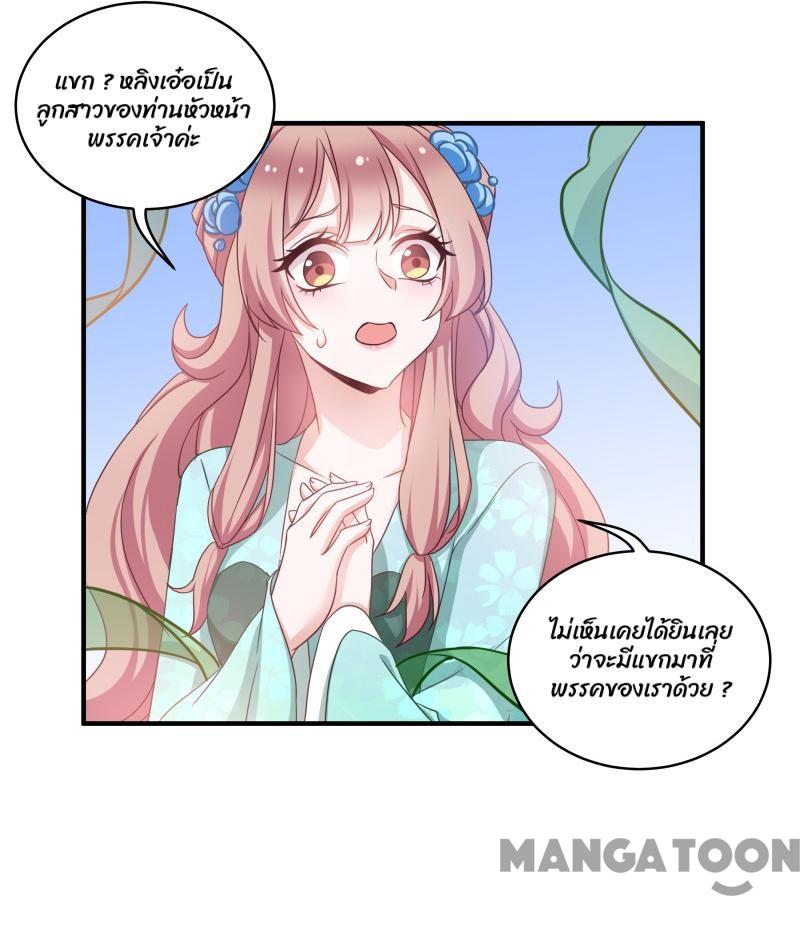 แขก ? หลิงเอ๋อเป็น
ลูกสาวของท่านหัวหน้า
พรรคเจ้าค่ะ
ไม่เห็นเคยได้ยินเลย
ว่าจะมีแขกมาที่
พรรคของเราด้วย ?
MANGATOON